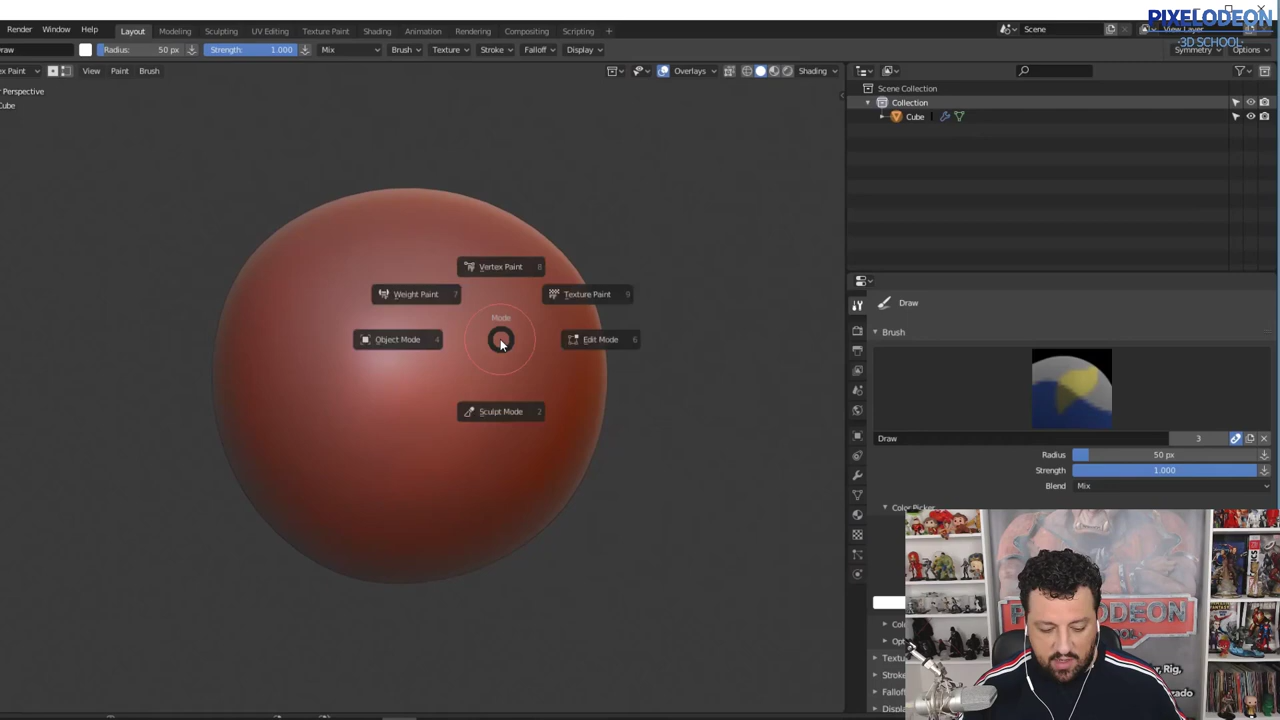 PIXELODEON
-3D SCHOOL-
Render Window Help Layout Modeling Sculpting UV Editing Texture Paint Shading Animation Rendering Compositing Scripting + Scene View Layer
raw Radius: 50 px Strength: 1.000 Mix Brush Texture Stroke Falloff Display Symmetry Options
ex Paint View Paint Brush Overlays Shading
r Perspective
Cube
Scene Collection
Collection
Cube
Vertex Paint 8
Weight Paint 7 Texture Paint 9
Mode
Object Mode 4 Edit Mode 6
Sculpt Mode 2
Draw
Brush
Draw 3
Radius 50 px
Strength 1.000
Blend Mix
Color Picker
Col
Opt
Textu
Stroke
Falloff
Displ
PIXELODEON